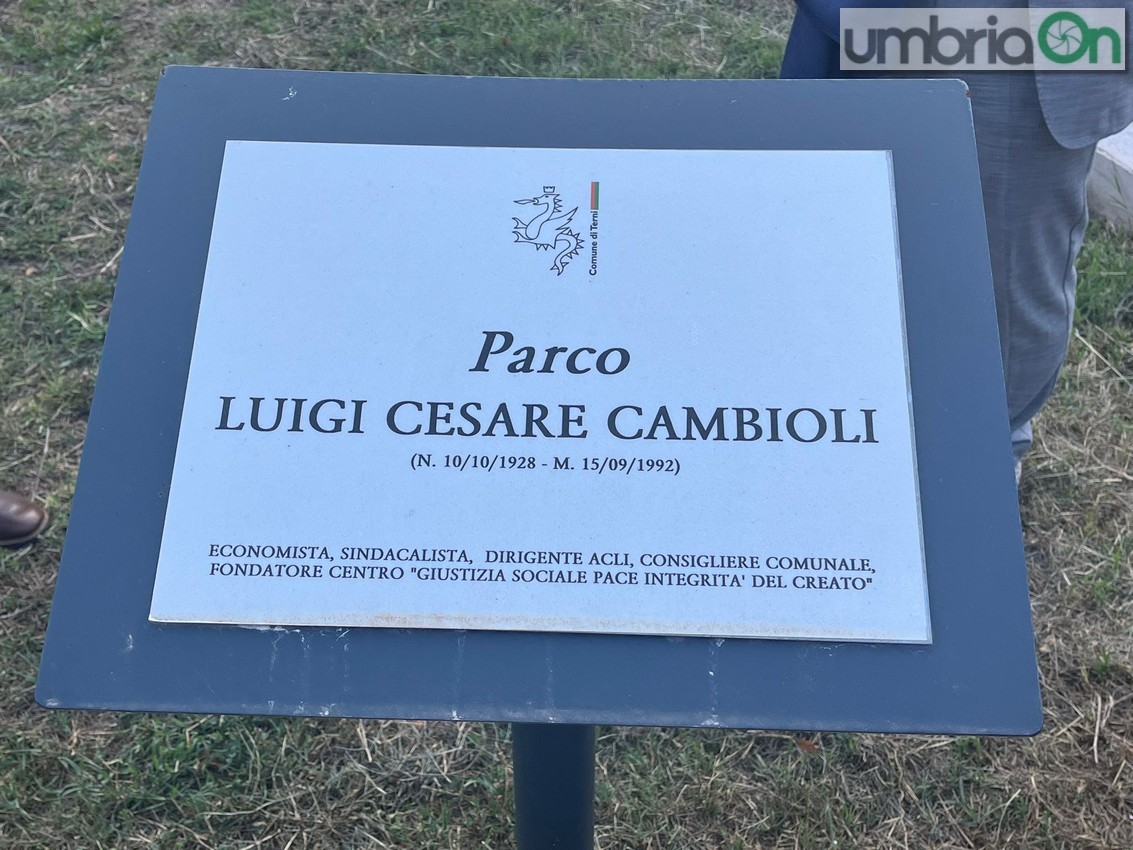 umbriaOn
Comune di Terni
Parco
LUIGI CESARE CAMBIOLI
(N. 10/10/1928 - M. 15/09/1992)
ECONOMISTA, SINDACALISTA, DIRIGENTE ACLI, CONSIGLIERE COMUNALE,
FONDATORE CENTRO "GIUSTIZIA SOCIALE PACE INTEGRITA' DEL CREATO"